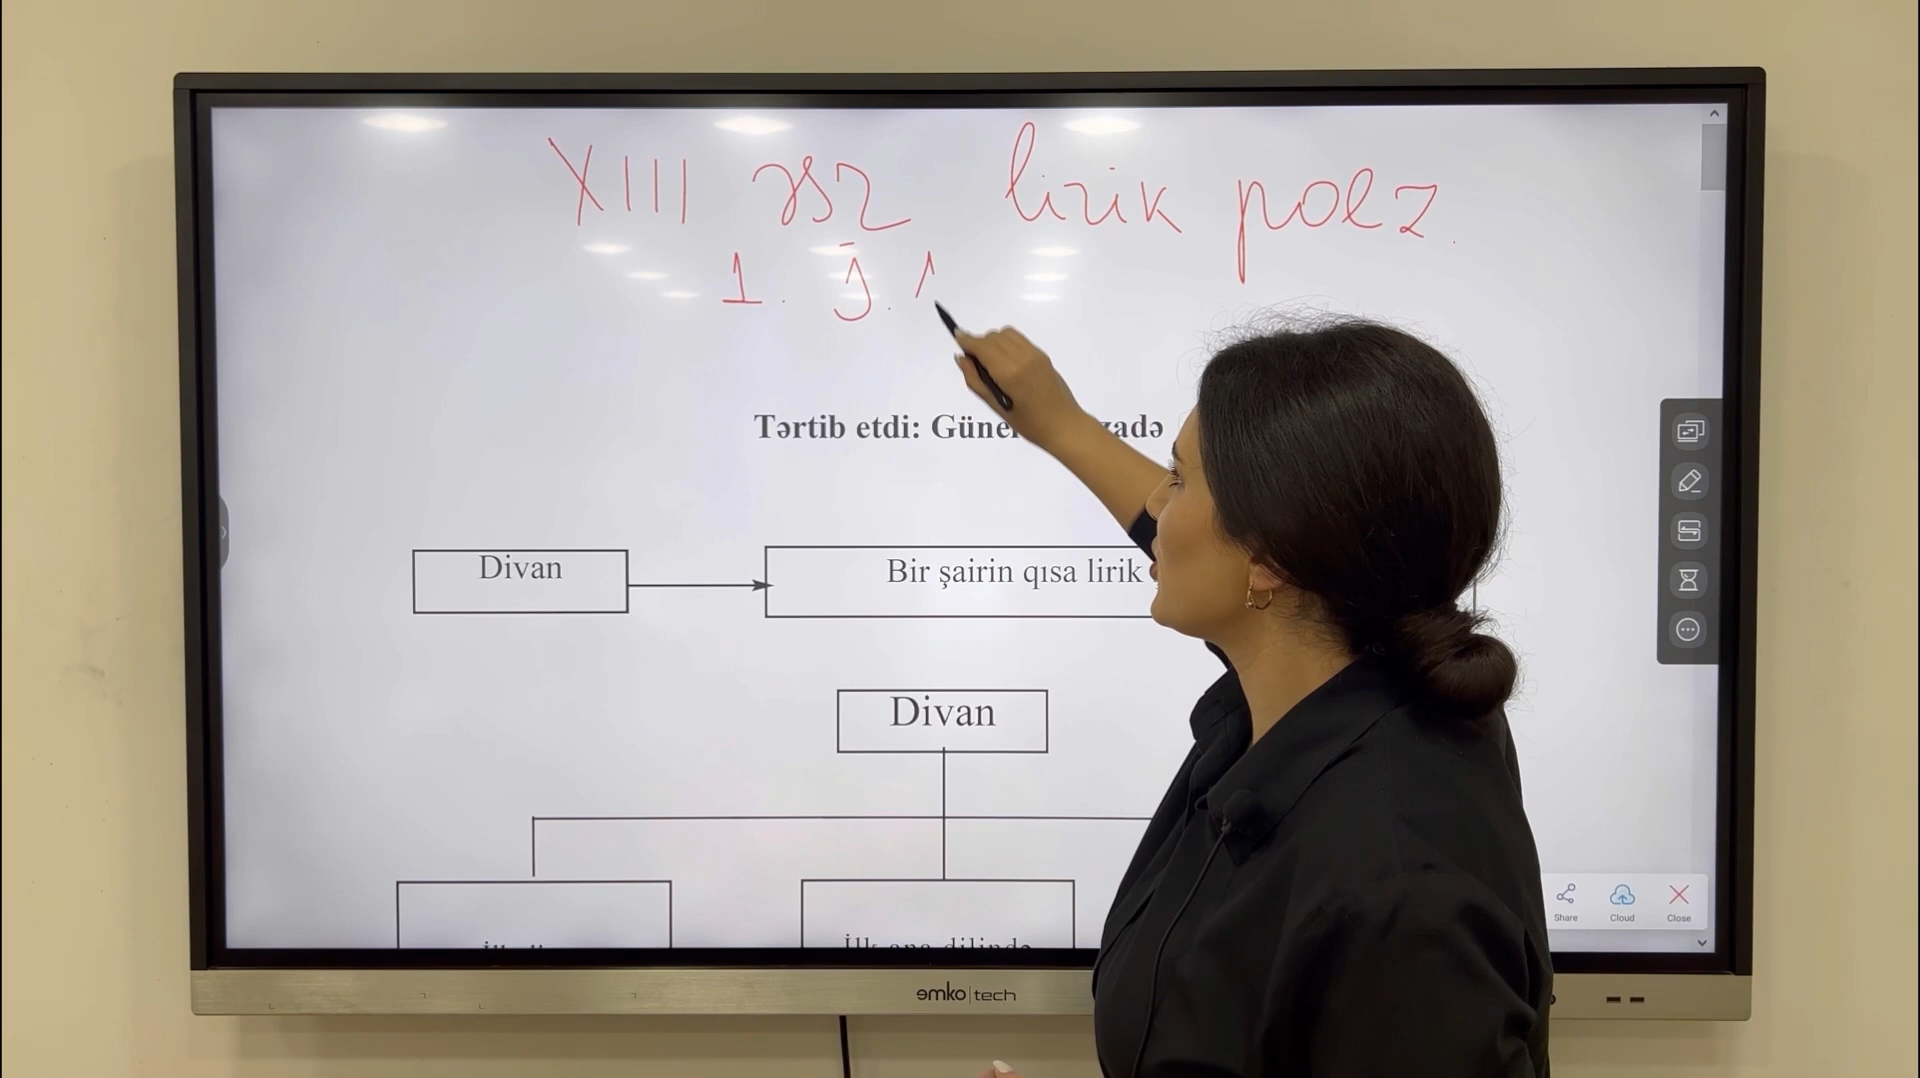 XIII əsr lirik poez.
1. İ.
Tərtib etdi: Günel zadə
Divan
Bir şairin qısa lirik
Divan
İlk ana dilində
Share Cloud Close
emko|tech